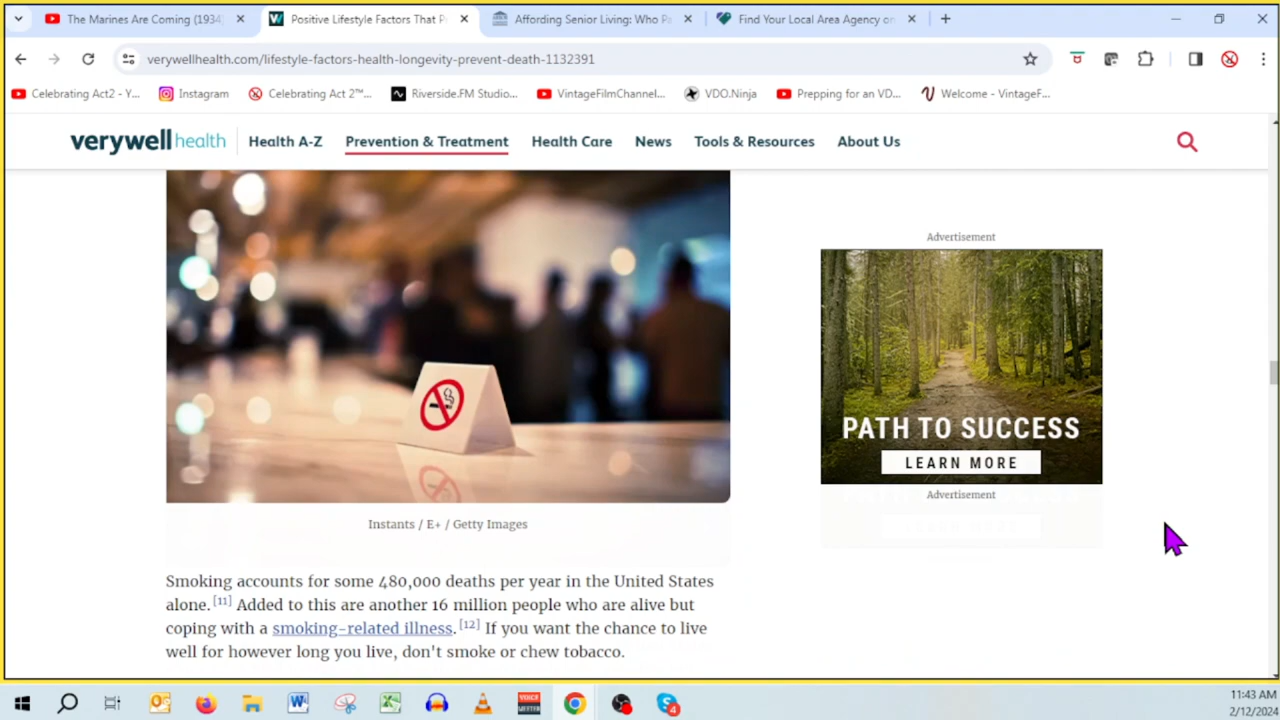 The Marines Are Coming (1934)
Positive Lifestyle Factors That P
Affording Senior Living: Who Pa
Find Your Local Area Agency on
verywellhealth.com/lifestyle-factors-health-longevity-prevent-death-1132391
Celebrating Act2 - Y...
Instagram
Celebrating Act 2™...
Riverside.FM Studio...
VintageFilmChannel...
VDO.Ninja
Prepping for an VD...
Welcome - VintageF...
verywell health
Health A-Z
Prevention & Treatment
Health Care
News
Tools & Resources
About Us
Advertisement
PATH TO SUCCESS
LEARN MORE
Advertisement
Instants / E+ / Getty Images
Smoking accounts for some 480,000 deaths per year in the United States
alone.[11] Added to this are another 16 million people who are alive but
coping with a smoking-related illness.[12] If you want the chance to live
well for however long you live, don't smoke or chew tobacco.
VOICE
MEETER
4
11:43 AM
2/12/2024